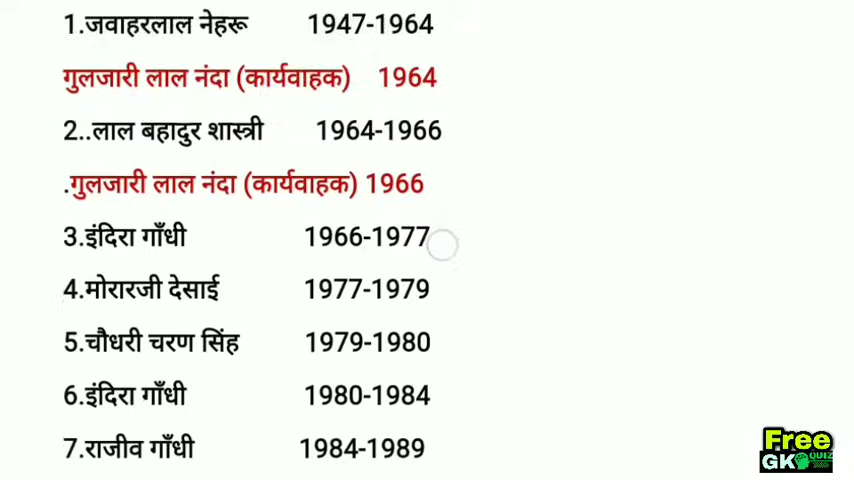 1.जवाहरलाल नेहरू 1947-1964
गुलजारी लाल नंदा (कार्यवाहक) 1964
2..लाल बहादुर शास्त्री 1964-1966
.गुलजारी लाल नंदा (कार्यवाहक) 1966
3.इंदिरा गाँधी 1966-1977
4.मोरारजी देसाई 1977-1979
5.चौधरी चरण सिंह 1979-1980
6.इंदिरा गाँधी 1980-1984
7.राजीव गाँधी 1984-1989
Free
GK QUIZ